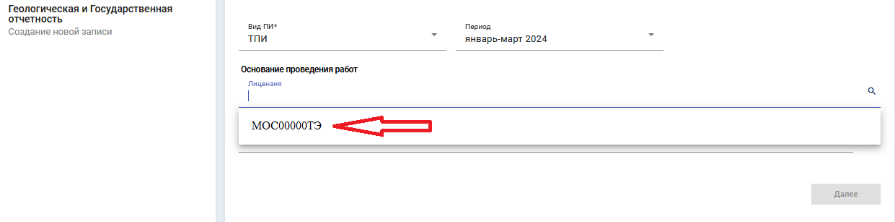 Геологическая и Государственная
отчетность
Создание новой записи
Вид ПИ*
ТПИ
Период
январь-март 2024
Основание проведения работ
Лицензия
МОС00000ТЭ
Далее